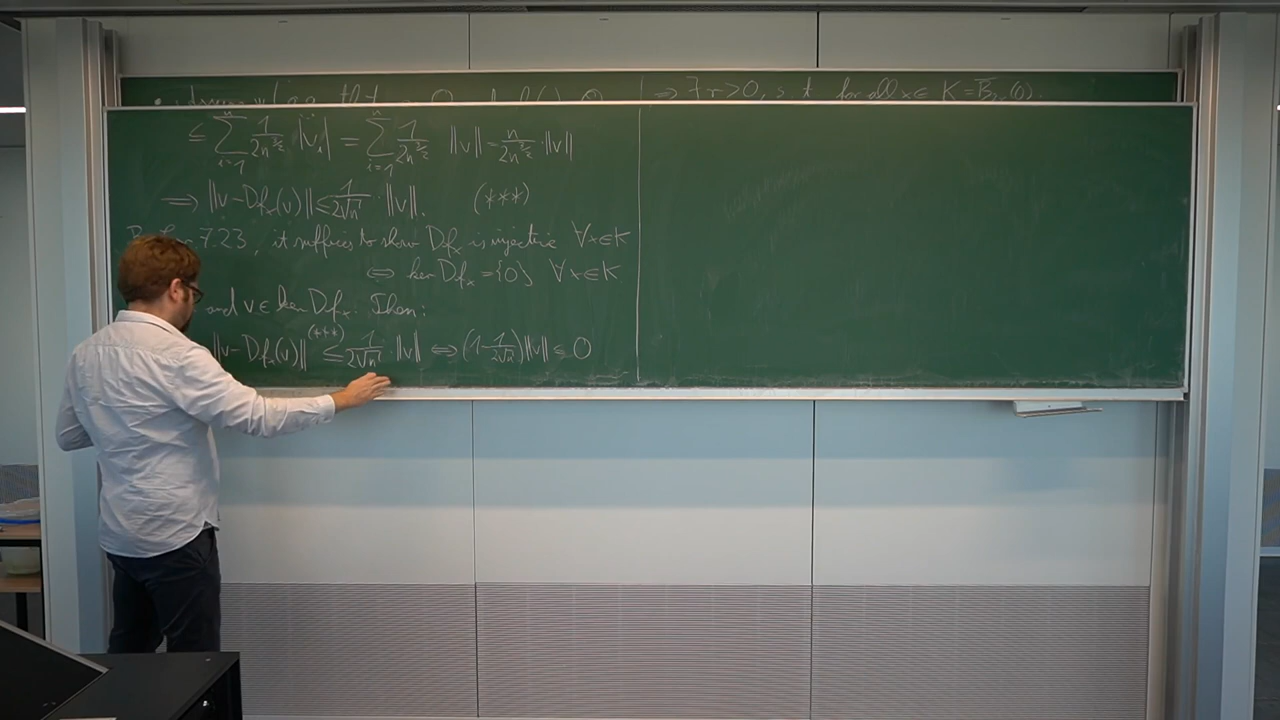 ⇒ ∃ r>0, s.t. for all x ∈ K = B̅₂ᵣ(0).
≤ ∑_{i=1}^{n} 1/(2n^{3/2}) |v_i| = ∑_{i=1}^{n} 1/(2n^{3/2}) ‖v‖ = n/(2n^{3/2}) · ‖v‖
⇒ ‖v - Df_x(v)‖ ≤ 1/(2√n) · ‖v‖. (***)
7.23, it suffices to show Df_x is injective ∀x∈K
⇔ ker Df_x = {0} ∀x∈K
and v ∈ ker Df_x. Then:
‖v - Df_x(v)‖ ≤^{(***)} 1/(2√n) · ‖v‖ ⇔ (1 - 1/(2√n)) ‖v‖ ≤ 0